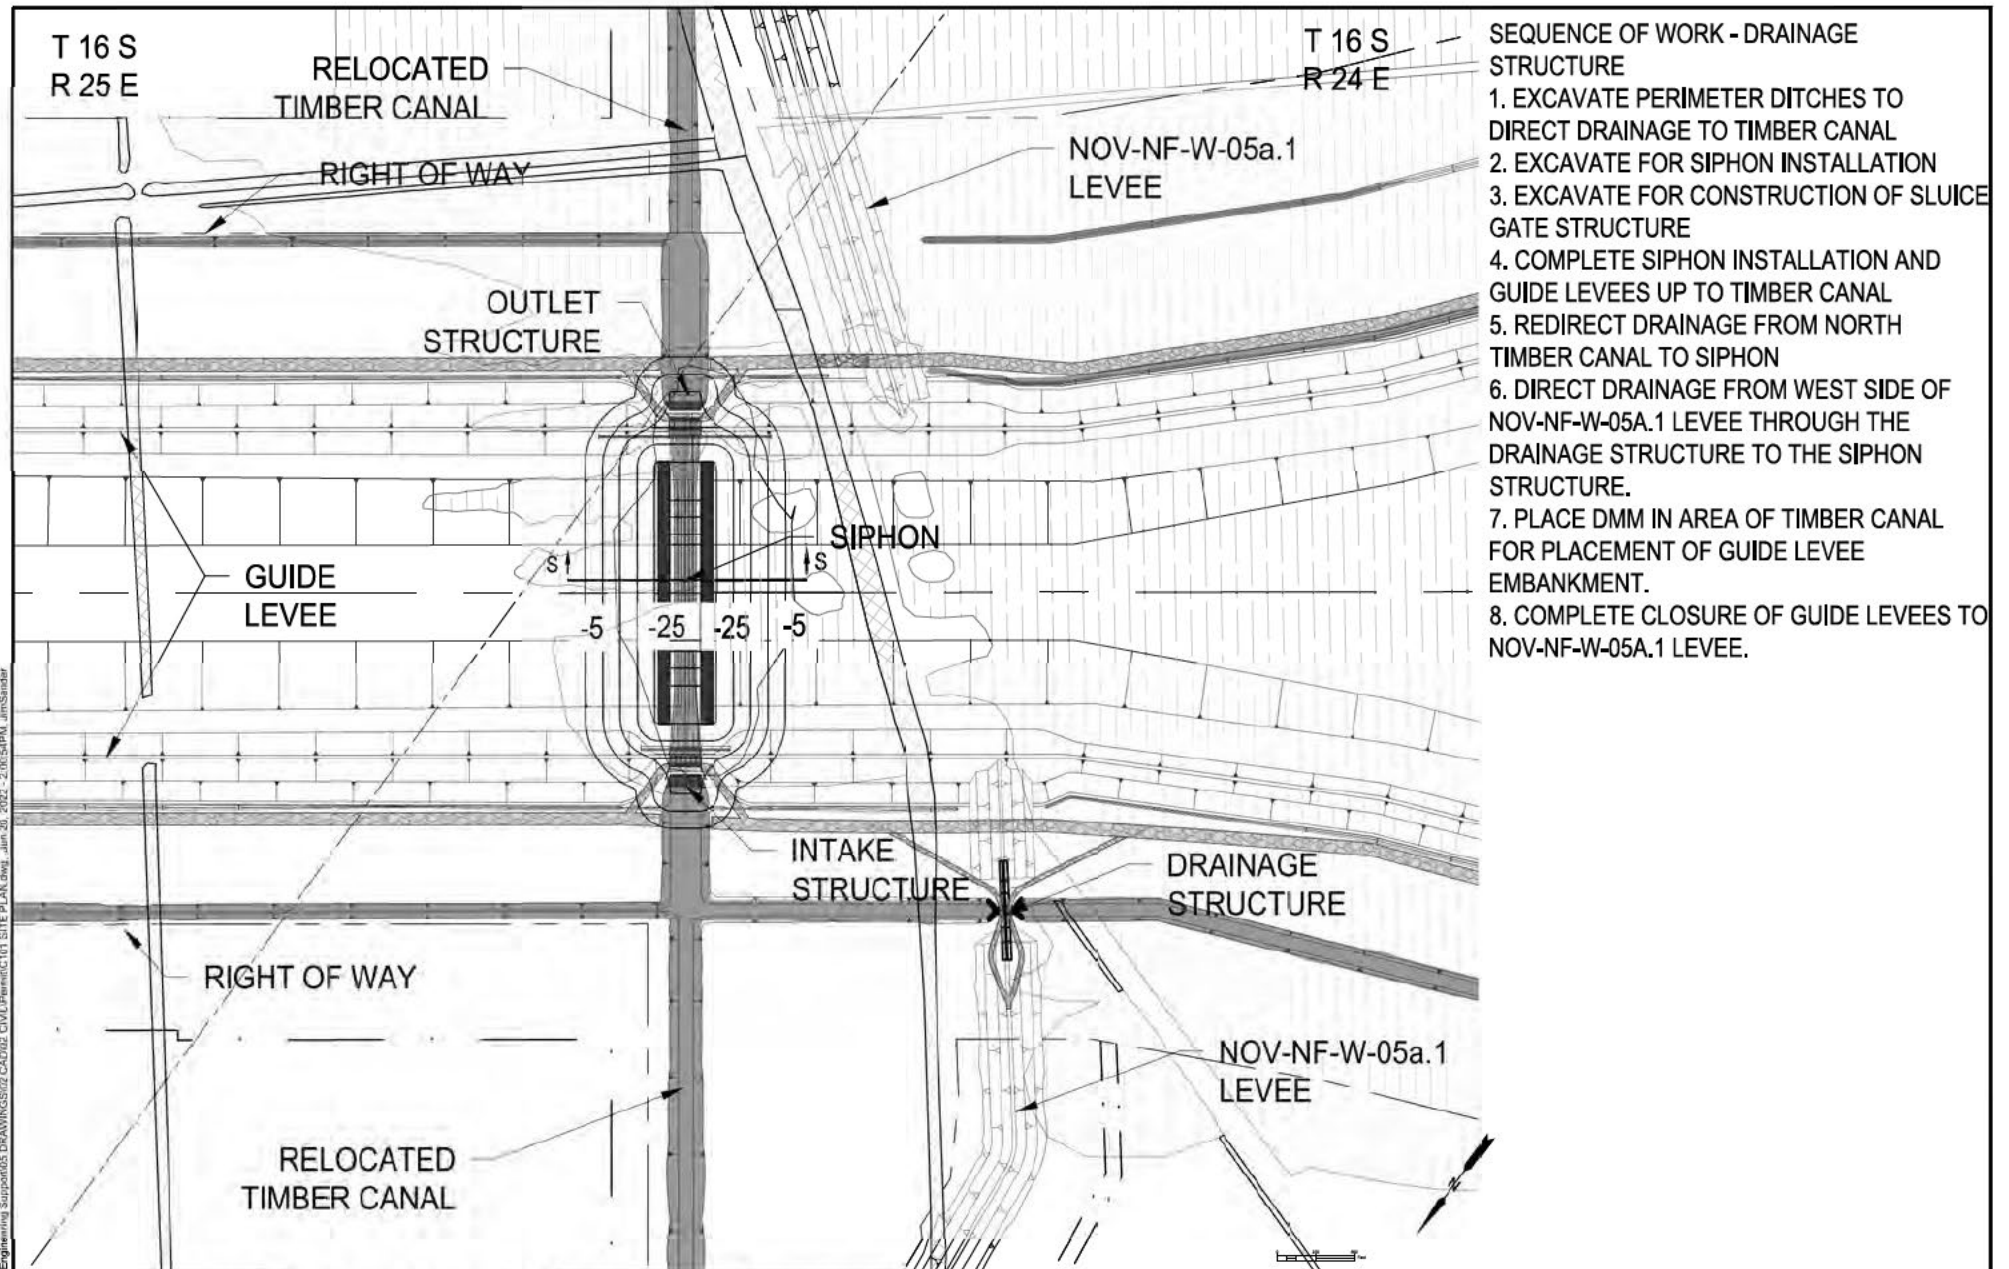 T 16 S
R 25 E
RELOCATED
TIMBER CANAL
T 16 S
R 24 E
RIGHT OF WAY
NOV-NF-W-05a.1
LEVEE
OUTLET
STRUCTURE
SIPHON
S
S
GUIDE
LEVEE
-5
-25
-25
-5
INTAKE
STRUCTURE
DRAINAGE
STRUCTURE
RIGHT OF WAY
NOV-NF-W-05a.1
LEVEE
RELOCATED
TIMBER CANAL
N
SEQUENCE OF WORK - DRAINAGE
STRUCTURE
1. EXCAVATE PERIMETER DITCHES TO
DIRECT DRAINAGE TO TIMBER CANAL
2. EXCAVATE FOR SIPHON INSTALLATION
3. EXCAVATE FOR CONSTRUCTION OF SLUICE
GATE STRUCTURE
4. COMPLETE SIPHON INSTALLATION AND
GUIDE LEVEES UP TO TIMBER CANAL
5. REDIRECT DRAINAGE FROM NORTH
TIMBER CANAL TO SIPHON
6. DIRECT DRAINAGE FROM WEST SIDE OF
NOV-NF-W-05A.1 LEVEE THROUGH THE
DRAINAGE STRUCTURE TO THE SIPHON
STRUCTURE.
7. PLACE DMM IN AREA OF TIMBER CANAL
FOR PLACEMENT OF GUIDE LEVEE
EMBANKMENT.
8. COMPLETE CLOSURE OF GUIDE LEVEES TO
NOV-NF-W-05A.1 LEVEE.